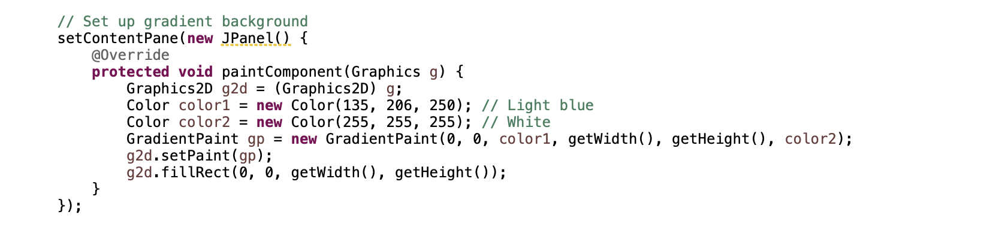 // Set up gradient background
setContentPane(new JPanel() {
    @Override
    protected void paintComponent(Graphics g) {
        Graphics2D g2d = (Graphics2D) g;
        Color color1 = new Color(135, 206, 250); // Light blue
        Color color2 = new Color(255, 255, 255); // White
        GradientPaint gp = new GradientPaint(0, 0, color1, getWidth(), getHeight(), color2);
        g2d.setPaint(gp);
        g2d.fillRect(0, 0, getWidth(), getHeight());
    }
});